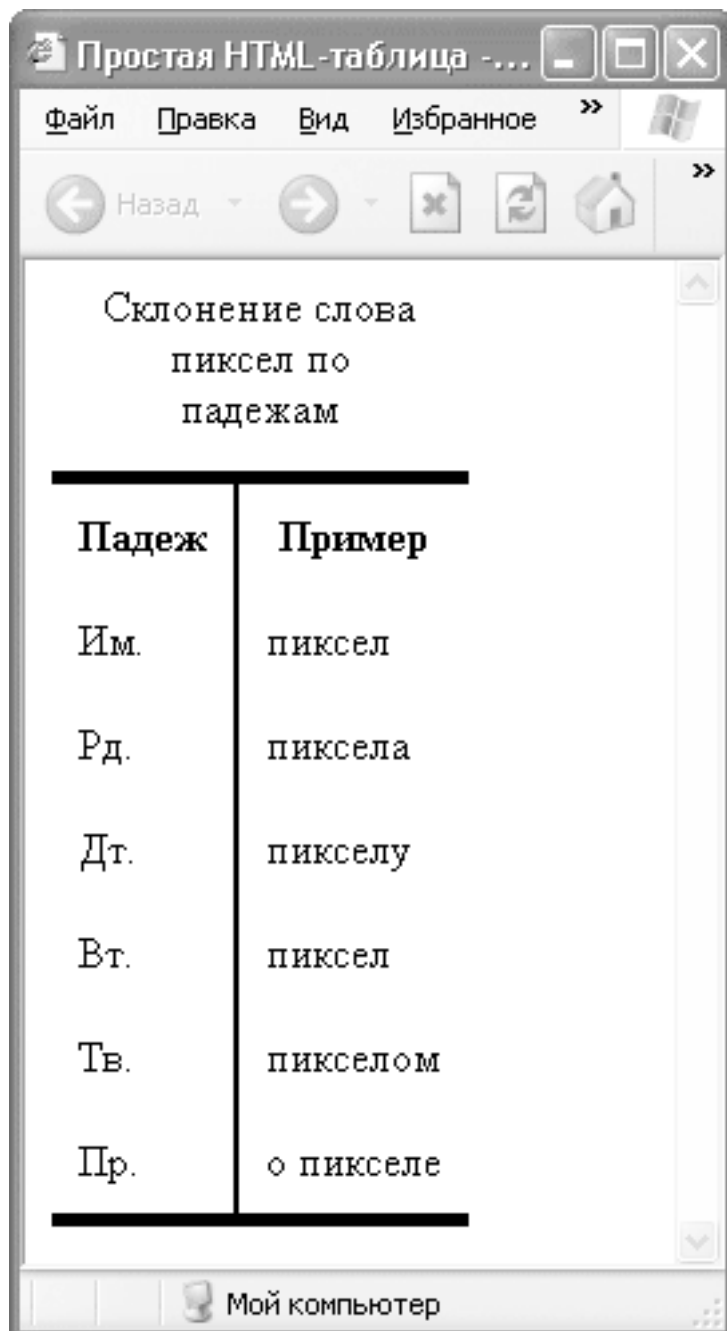 Простая HTML-таблица -...
Файл Правка Вид Избранное »
Назад »
Склонение слова
пиксел по
падежам
Падеж Пример
Им. пиксел
Рд. пиксела
Дт. пикселу
Вт. пиксел
Тв. пикселом
Пр. о пикселе
Мой компьютер